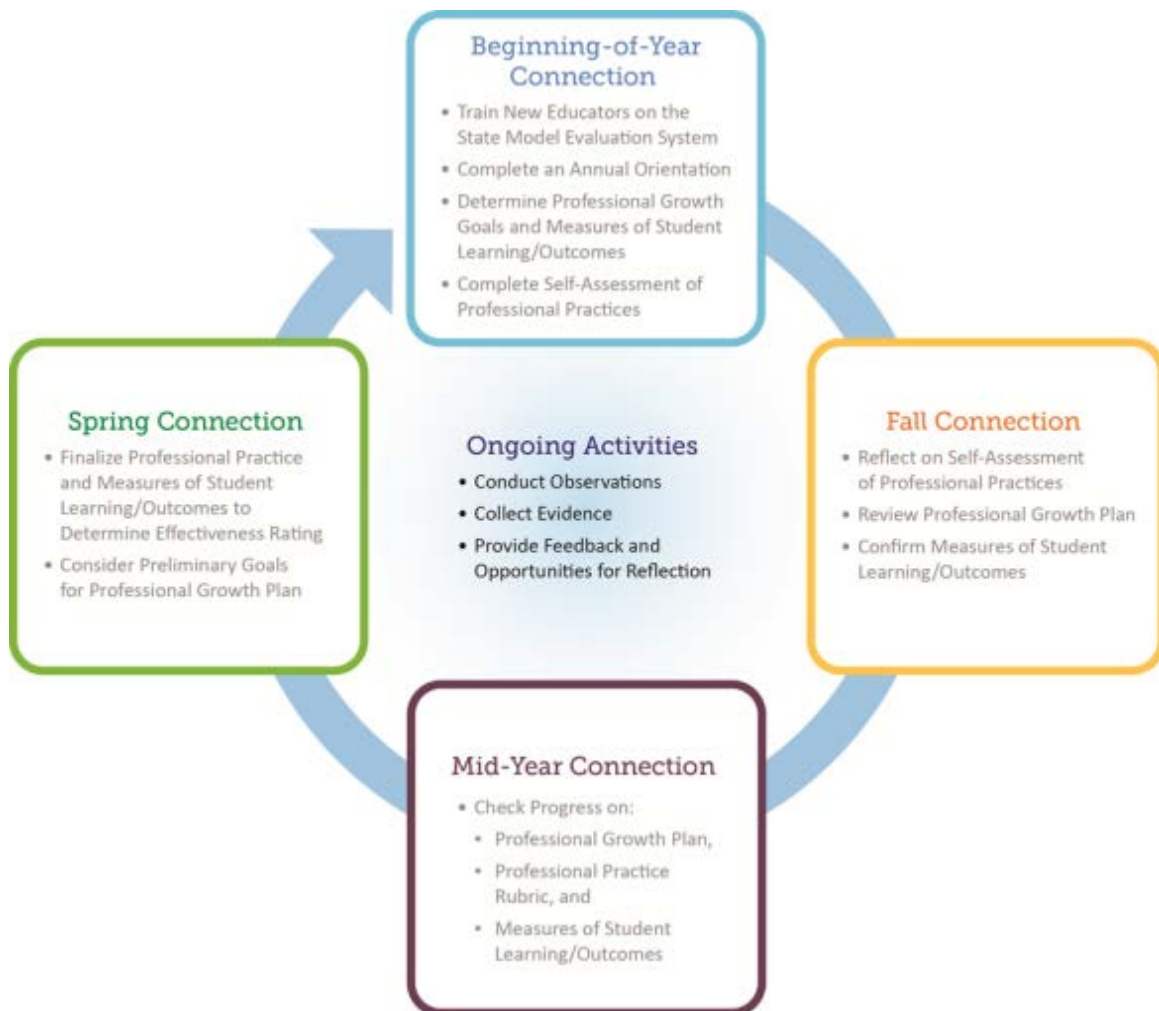 Beginning-of-Year
Connection
• Train New Educators on the
State Model Evaluation System
• Complete an Annual Orientation
• Determine Professional Growth
Goals and Measures of Student
Learning/Outcomes
• Complete Self-Assessment of
Professional Practices
Fall Connection
• Reflect on Self-Assessment
of Professional Practices
• Review Professional Growth Plan
• Confirm Measures of Student
Learning/Outcomes
Mid-Year Connection
• Check Progress on:
• Professional Growth Plan,
• Professional Practice
Rubric, and
• Measures of Student
Learning/Outcomes
Spring Connection
• Finalize Professional Practice
and Measures of Student
Learning/Outcomes to
Determine Effectiveness Rating
• Consider Preliminary Goals
for Professional Growth Plan
Ongoing Activities
• Conduct Observations
• Collect Evidence
• Provide Feedback and
Opportunities for Reflection